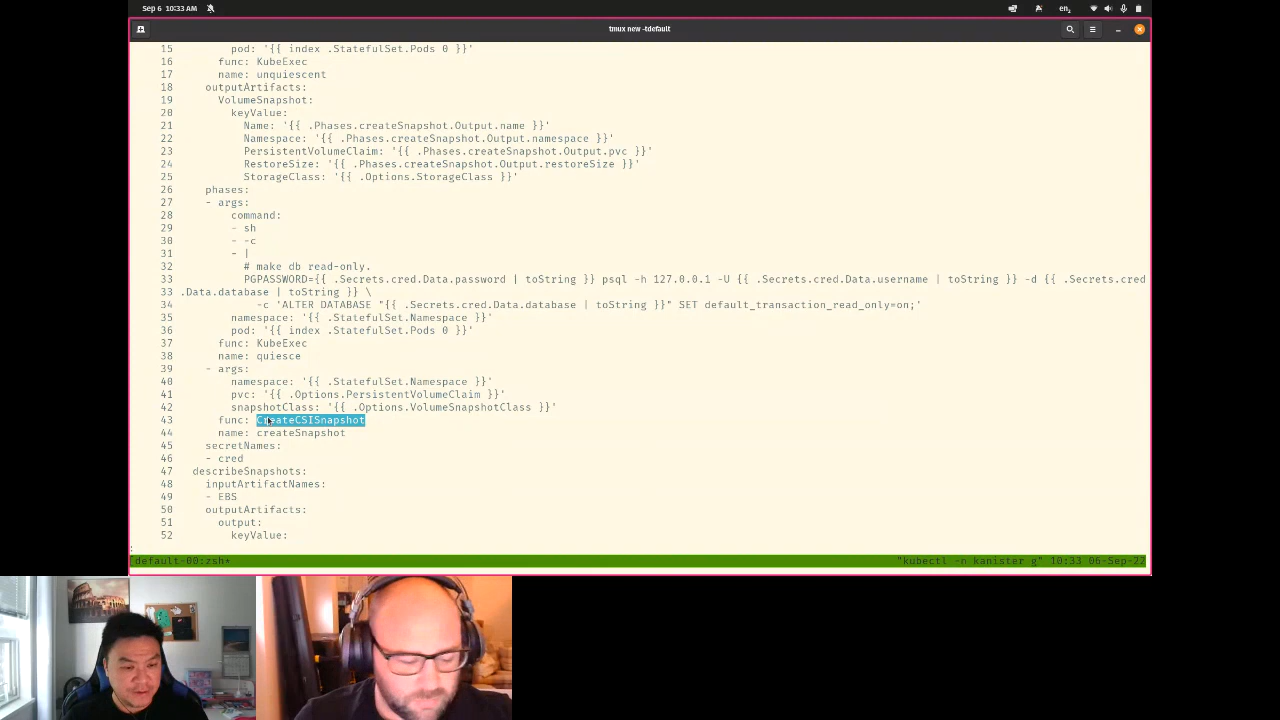 Sep 6 10:33 AM
en₂
tmux new -tdefault
15 pod: '{{ index .StatefulSet.Pods 0 }}'
16 func: KubeExec
17 name: unquiescent
18 outputArtifacts:
19 VolumeSnapshot:
20 keyValue:
21 Name: '{{ .Phases.createSnapshot.Output.name }}'
22 Namespace: '{{ .Phases.createSnapshot.Output.namespace }}'
23 PersistentVolumeClaim: '{{ .Phases.createSnapshot.Output.pvc }}'
24 RestoreSize: '{{ .Phases.createSnapshot.Output.restoreSize }}'
25 StorageClass: '{{ .Options.StorageClass }}'
26 phases:
27 - args:
28 command:
29 - sh
30 - -c
31 - |
32 # make db read-only.
33 PGPASSWORD={{ .Secrets.cred.Data.password | toString }} psql -h 127.0.0.1 -U {{ .Secrets.cred.Data.username | toString }} -d {{ .Secrets.cred
33 .Data.database | toString }} \
34 -c 'ALTER DATABASE "{{ .Secrets.cred.Data.database | toString }}" SET default_transaction_read_only=on;'
35 namespace: '{{ .StatefulSet.Namespace }}'
36 pod: '{{ index .StatefulSet.Pods 0 }}'
37 func: KubeExec
38 name: quiesce
39 - args:
40 namespace: '{{ .StatefulSet.Namespace }}'
41 pvc: '{{ .Options.PersistentVolumeClaim }}'
42 snapshotClass: '{{ .Options.VolumeSnapshotClass }}'
43 func: CreateCSISnapshot
44 name: createSnapshot
45 secretNames:
46 - cred
47 describeSnapshots:
48 inputArtifactNames:
49 - EBS
50 outputArtifacts:
51 output:
52 keyValue:
:
default-00:zsh* "kubectl -n kanister g" 10:33 06-Sep-22